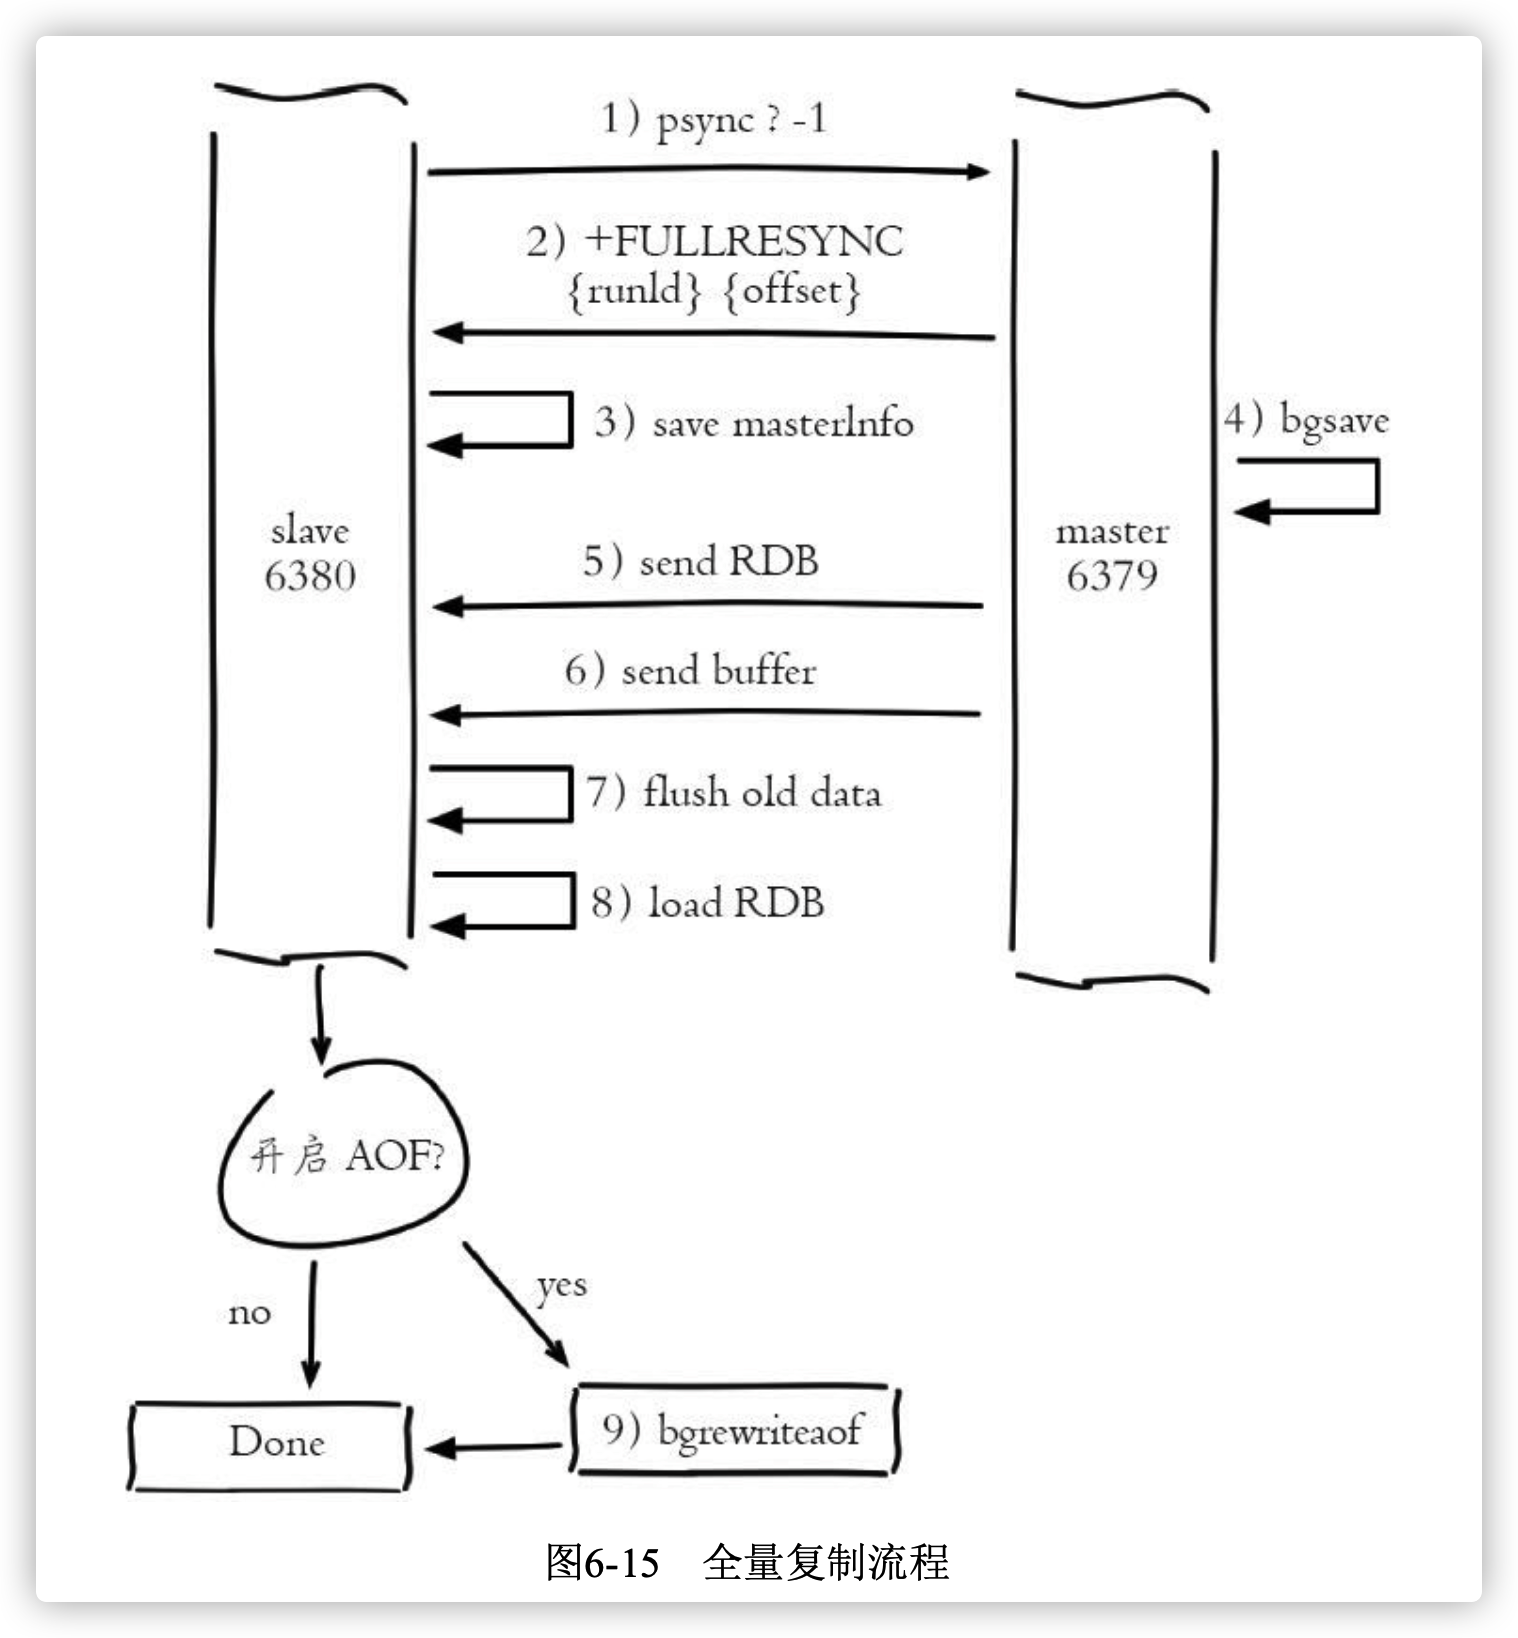 1) psync ? -1
2) +FULLRESYNC
{runId} {offset}
3) save masterInfo
4) bgsave
slave
6380
master
6379
5) send RDB
6) send buffer
7) flush old data
8) load RDB
开启 AOF?
no
yes
Done
9) bgrewriteaof
图6-15 全量复制流程